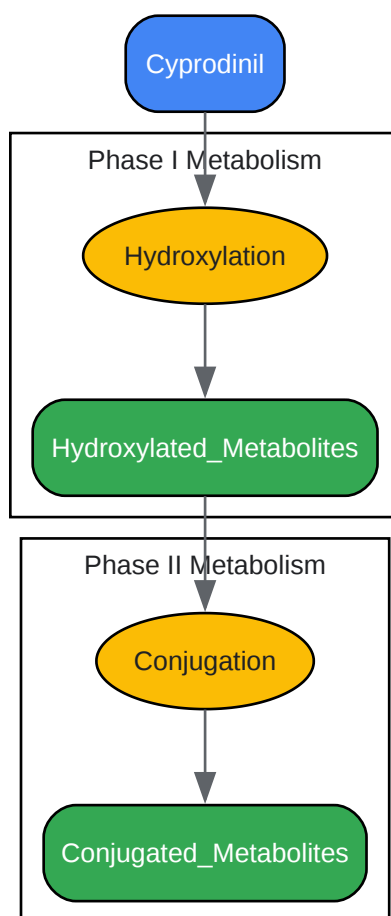 Cyprodinil
Phase I Metabolism
Hydroxylation
Hydroxylated_Metabolites
Phase II Metabolism
Conjugation
Conjugated_Metabolites